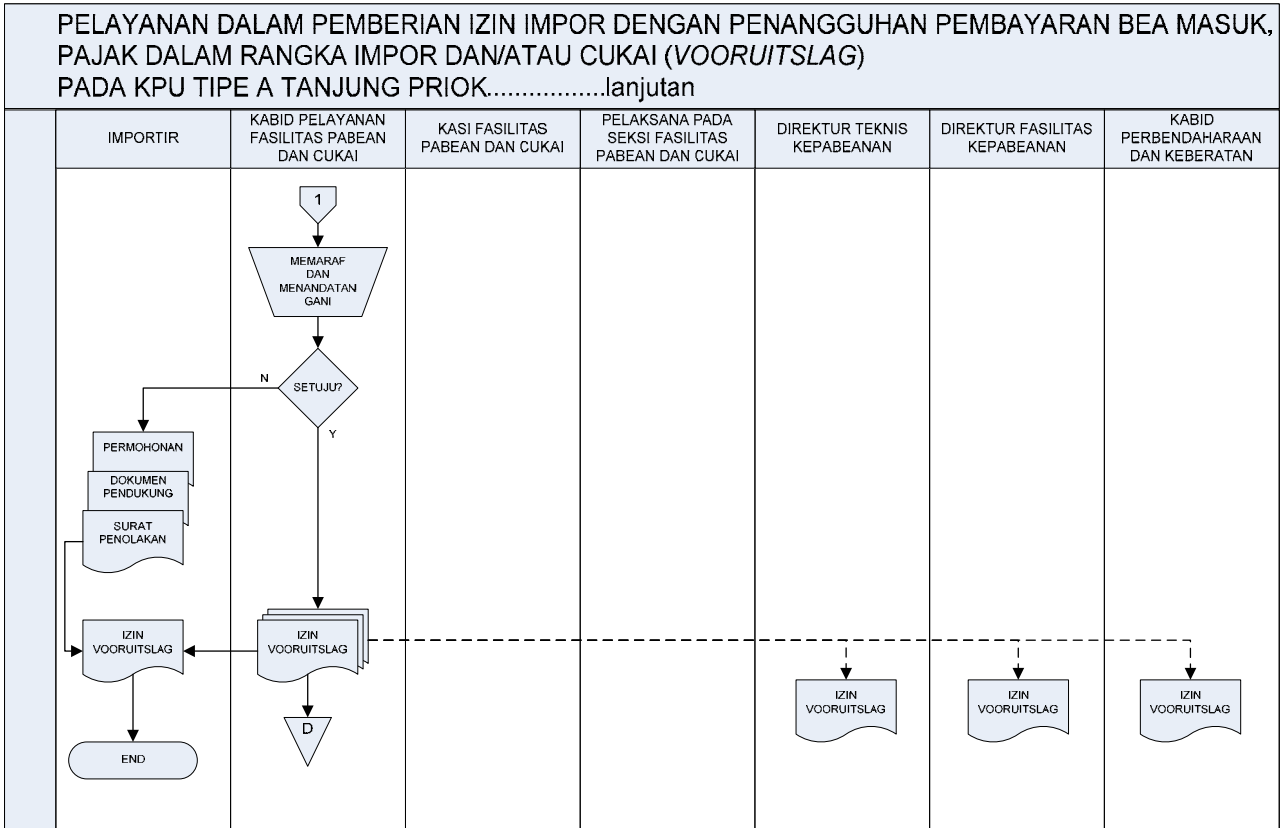 PELAYANAN DALAM PEMBERIAN IZIN IMPOR DENGAN PENANGGUHAN PEMBAYARAN BEA MASUK,
PAJAK DALAM RANGKA IMPOR DAN/ATAU CUKAI (VOORUITSLAG)
PADA KPU TIPE A TANJUNG PRIOK.................lanjutan
IMPORTIR
KABID PELAYANAN
FASILITAS PABEAN
DAN CUKAI
KASI FASILITAS
PABEAN DAN CUKAI
PELAKSANA PADA
SEKSI FASILITAS
PABEAN DAN CUKAI
DIREKTUR TEKNIS
KEPABEANAN
DIREKTUR FASILITAS
KEPABEANAN
KABID
PERBENDAHARAAN
DAN KEBERATAN
1
MEMARAF
DAN
MENANDATAN
GANI
SETUJU?
N
Y
PERMOHONAN
DOKUMEN
PENDUKUNG
SURAT
PENOLAKAN
IZIN
VOORUITSLAG
IZIN
VOORUITSLAG
IZIN
VOORUITSLAG
IZIN
VOORUITSLAG
IZIN
VOORUITSLAG
D
END